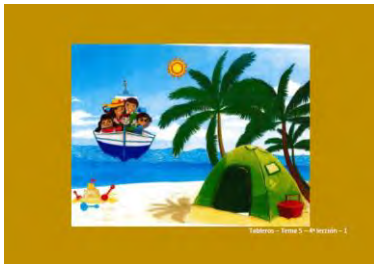 Tableros – Tema 5 – 4ª lección – 1